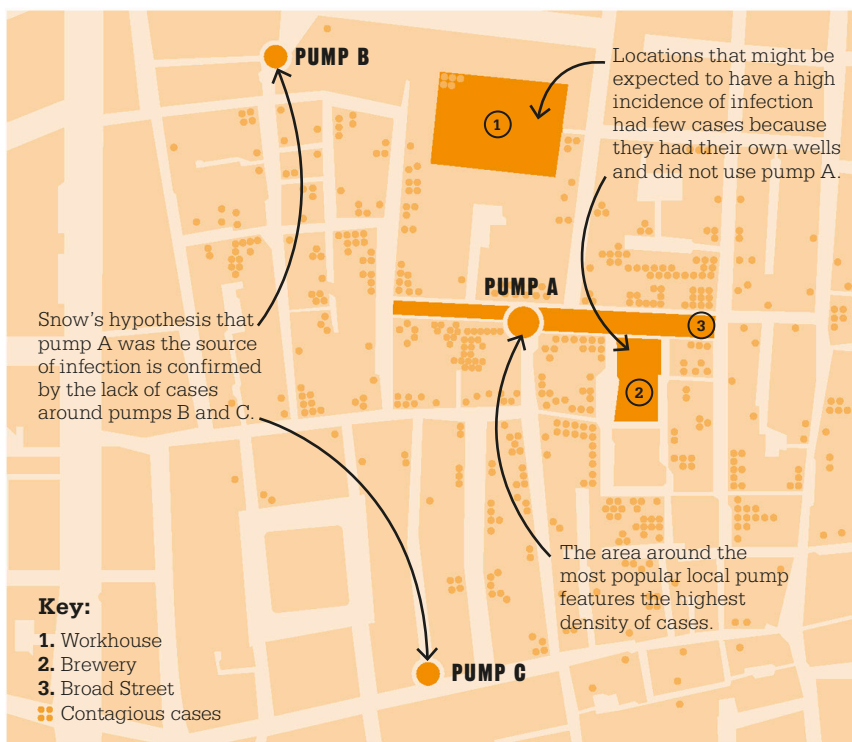 PUMP B
Locations that might be
expected to have a high
incidence of infection
had few cases because
they had their own wells
and did not use pump A.
1
PUMP A
Snow's hypothesis that
pump A was the source
of infection is confirmed
by the lack of cases
around pumps B and C.
3
2
The area around the
most popular local pump
features the highest
density of cases.
PUMP C
Key:
1. Workhouse
2. Brewery
3. Broad Street
Contagious cases